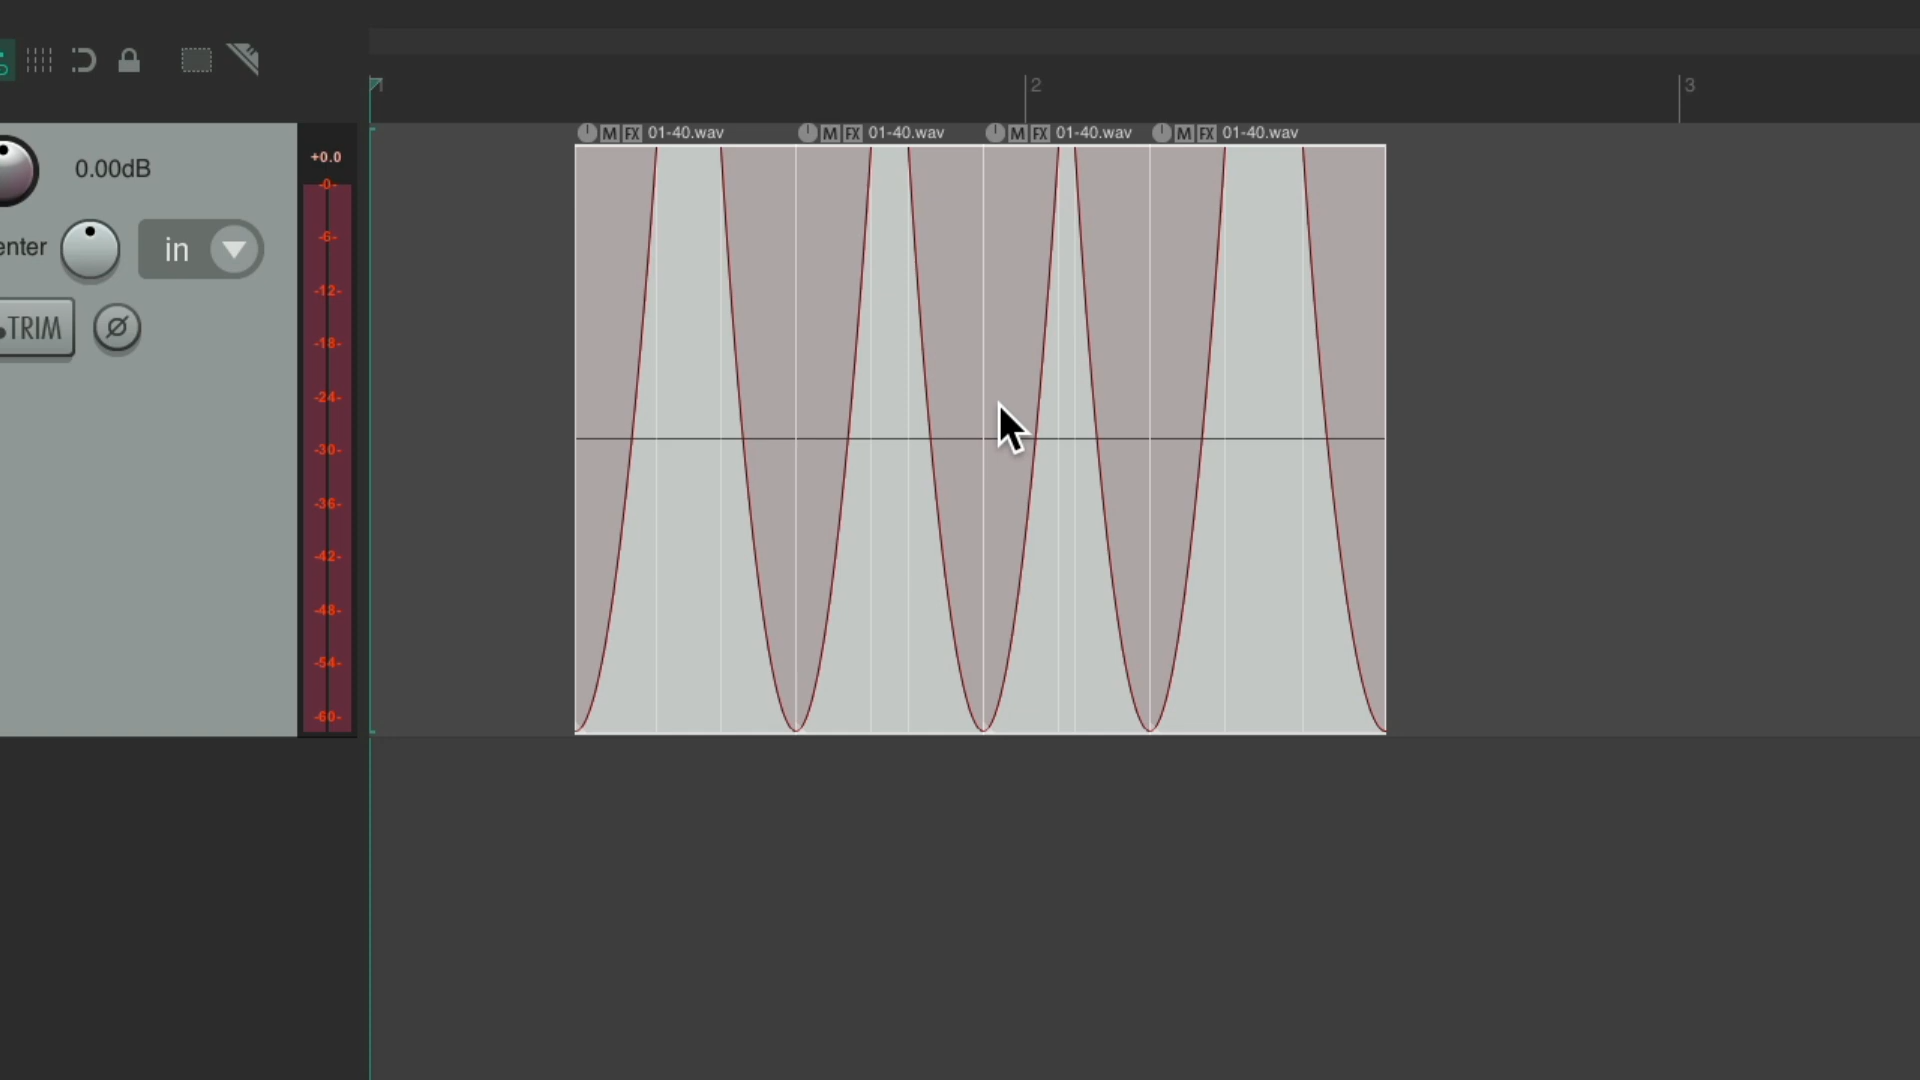 2
3
M FX 01-40.wav M FX 01-40.wav M FX 01-40.wav M FX 01-40.wav
+0.0
0.00dB
-0-
-6-
enter
in
-12-
TRIM
Ø
-18-
-24-
-30-
-36-
-42-
-48-
-54-
-60-